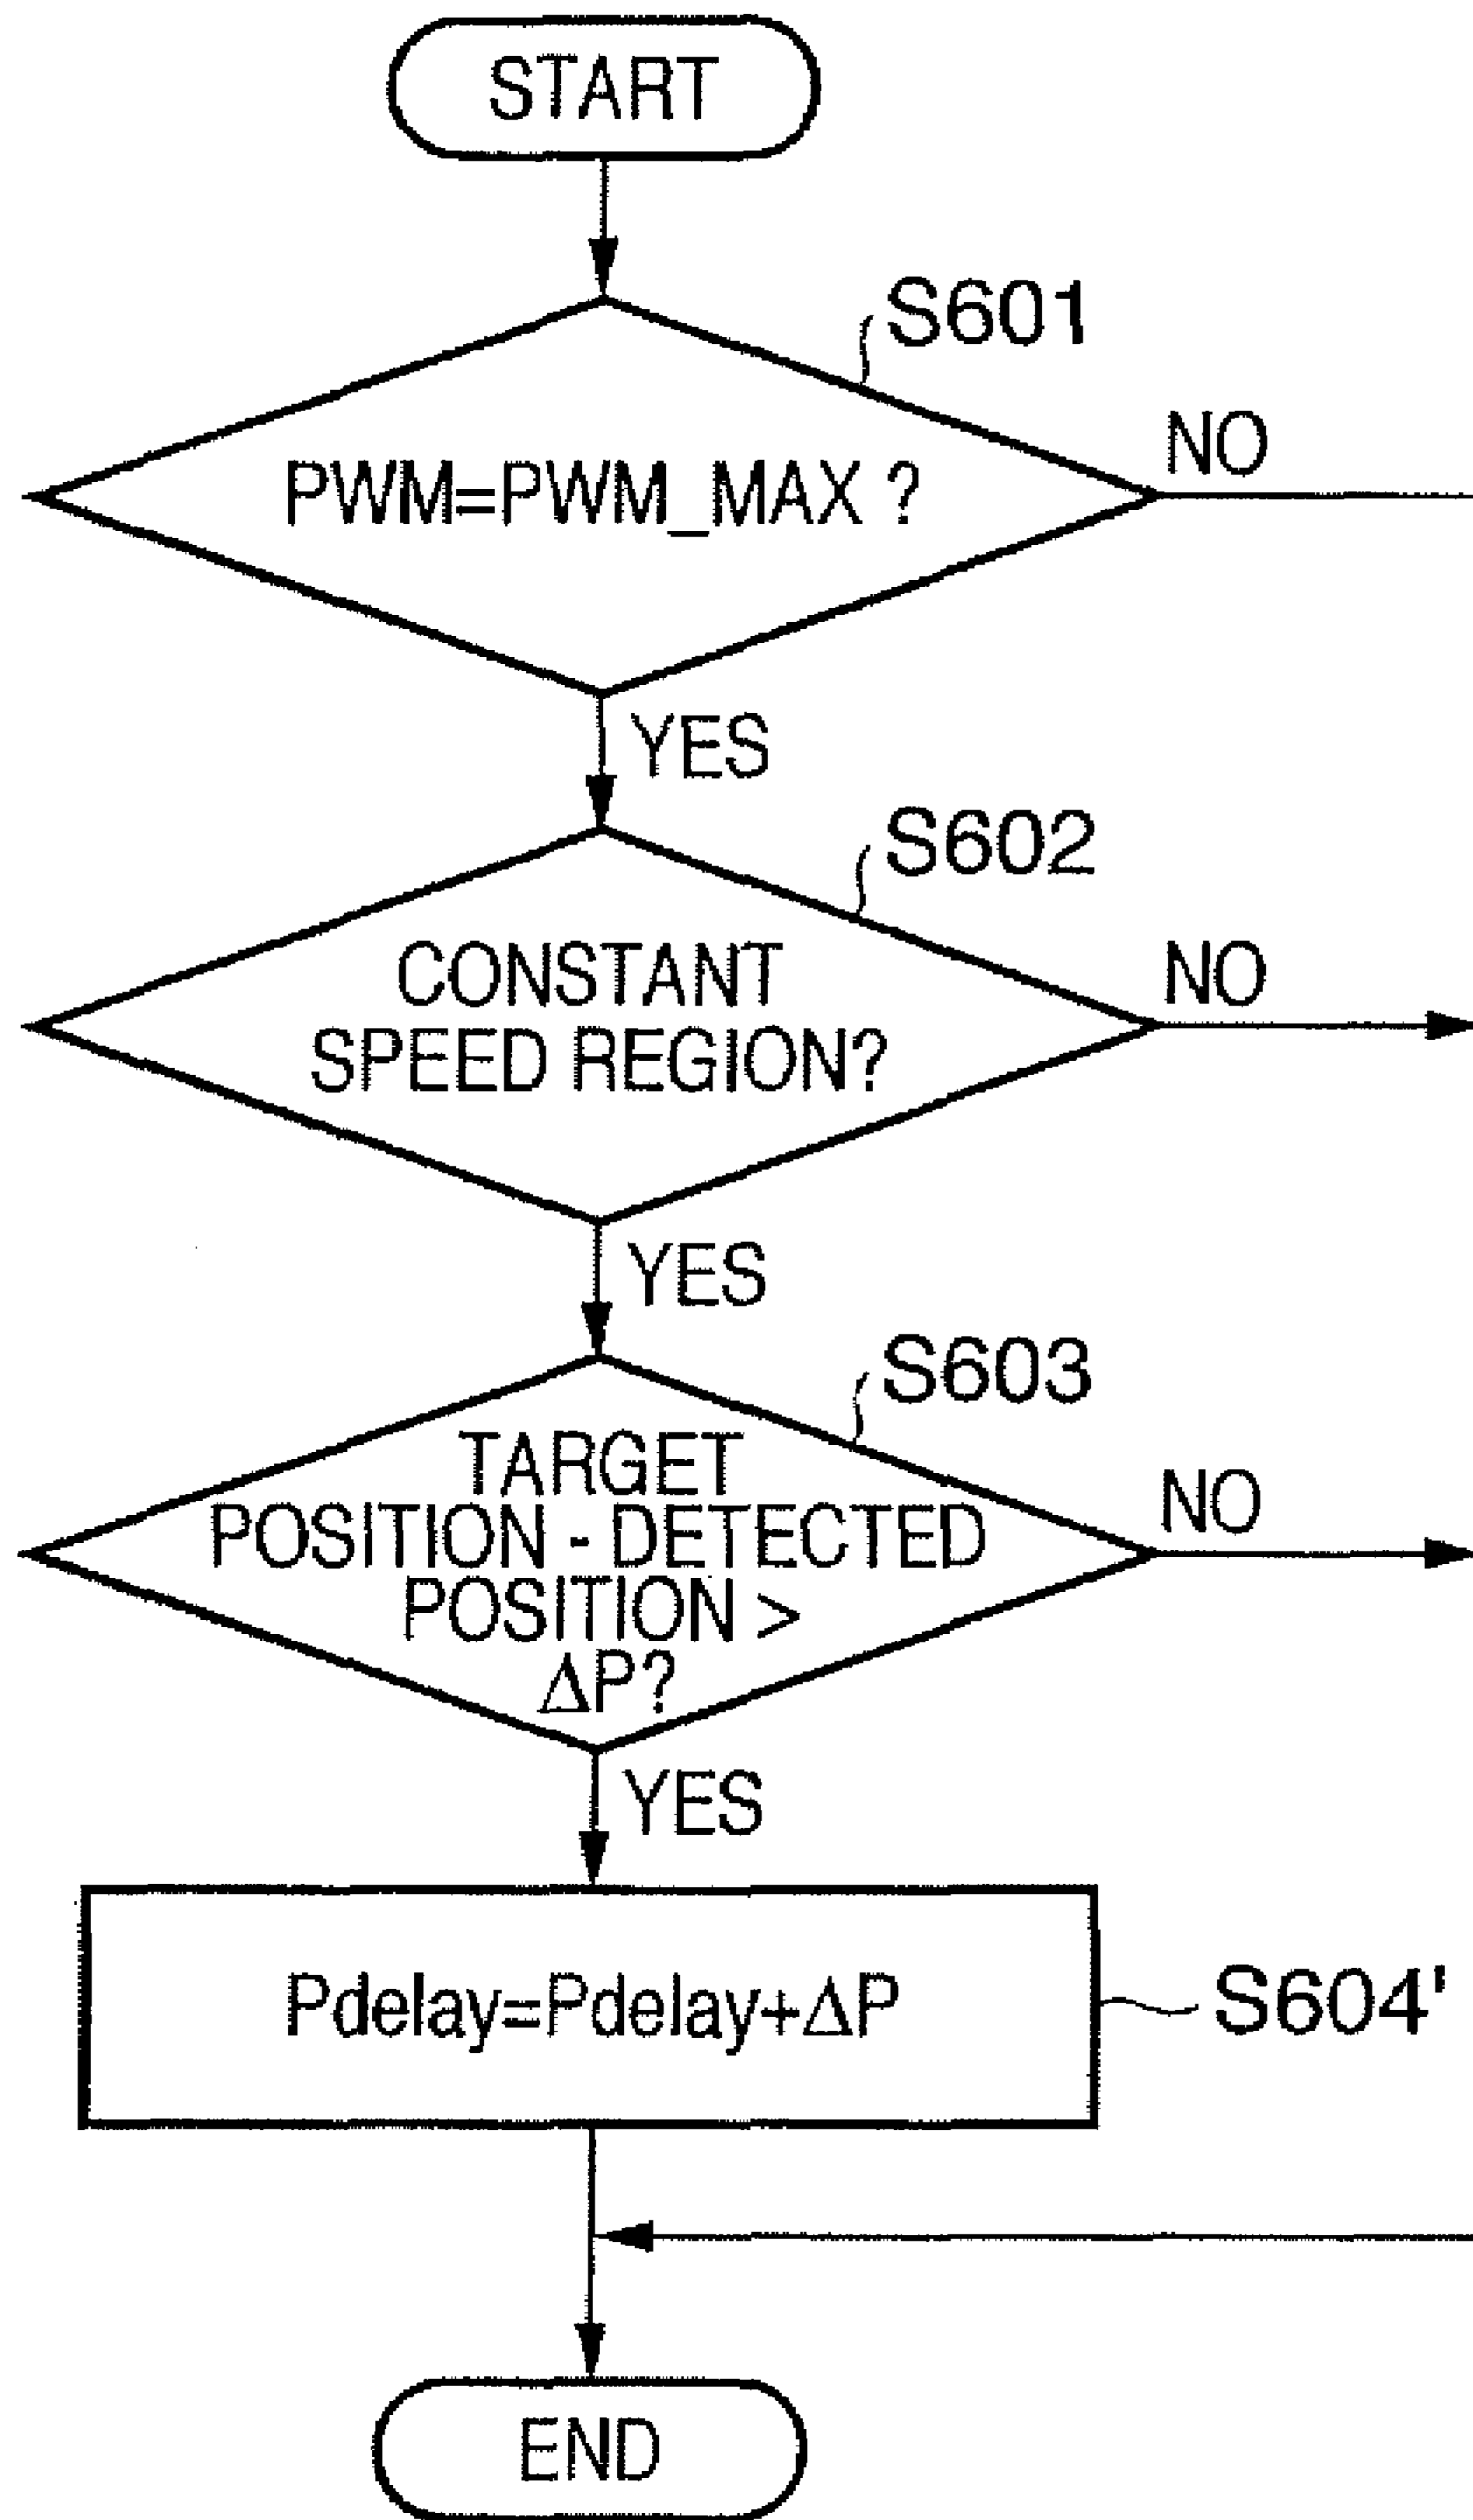 START
S601
PWM=PWM_MAX ?
NO
YES
S602
CONSTANT
SPEED REGION?
NO
YES
S603
TARGET
POSITION - DETECTED
POSITION >
ΔP?
NO
YES
Pdelay=Pdelay+ΔP
S604'
END